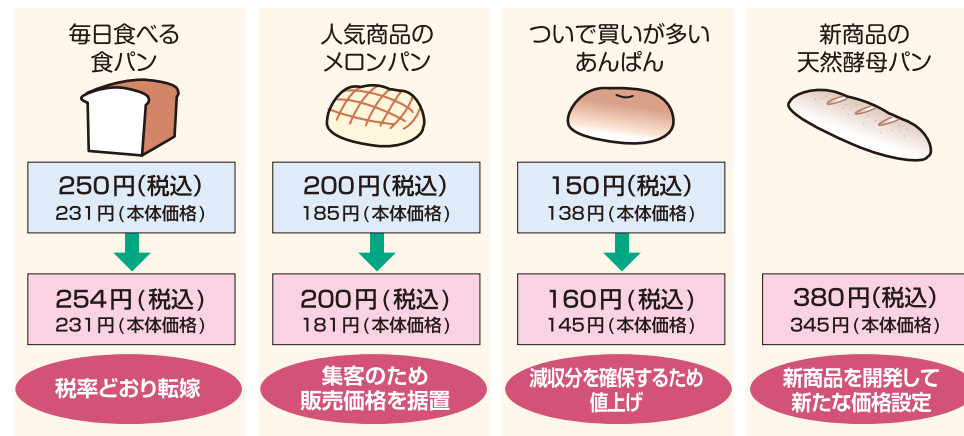 毎日食べる
食パン
250円(税込)
231円(本体価格)
254円(税込)
231円(本体価格)
税率どおり転嫁
人気商品の
メロンパン
200円(税込)
185円(本体価格)
200円(税込)
181円(本体価格)
集客のため
販売価格を据置
ついで買いが多い
あんぱん
150円(税込)
138円(本体価格)
160円(税込)
145円(本体価格)
減収分を確保するため
値上げ
新商品の
天然酵母パン
380円(税込)
345円(本体価格)
新商品を開発して
新たな価格設定